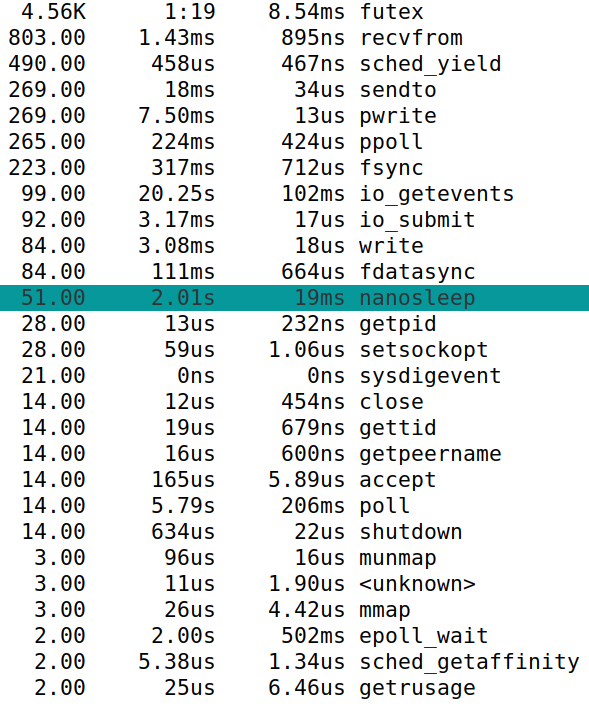 4.56K 1:19 8.54ms futex
803.00 1.43ms 895ns recvfrom
490.00 458us 467ns sched_yield
269.00 18ms 34us sendto
269.00 7.50ms 13us pwrite
265.00 224ms 424us ppoll
223.00 317ms 712us fsync
99.00 20.25s 102ms io_getevents
92.00 3.17ms 17us io_submit
84.00 3.08ms 18us write
84.00 111ms 664us fdatasync
51.00 2.01s 19ms nanosleep
28.00 13us 232ns getpid
28.00 59us 1.06us setsockopt
21.00 0ns 0ns sysdigevent
14.00 12us 454ns close
14.00 19us 679ns gettid
14.00 16us 600ns getpeername
14.00 165us 5.89us accept
14.00 5.79s 206ms poll
14.00 634us 22us shutdown
3.00 96us 16us munmap
3.00 11us 1.90us <unknown>
3.00 26us 4.42us mmap
2.00 2.00s 502ms epoll_wait
2.00 5.38us 1.34us sched_getaffinity
2.00 25us 6.46us getrusage